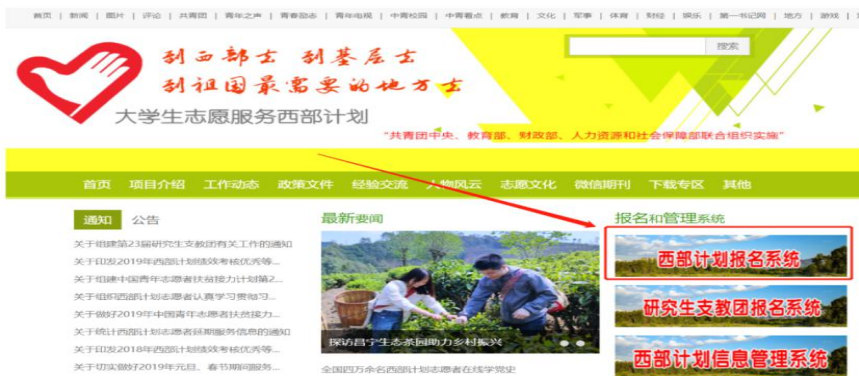 首页 | 新闻 | 图片 | 评论 | 共青团 | 青年之声 | 青春励志 | 青年电视 | 中青校园 | 中青看点 | 教育 | 文化 | 军事 | 体育 | 财经 | 娱乐 | 第一书记网 | 地方 | 游戏 |
搜索
到西部去 到基层去
到祖国最需要的地方去
大学生志愿服务西部计划
“共青团中央、教育部、财政部、人力资源和社会保障部联合组织实施”
首页 项目介绍 工作动态 政策文件 经验交流 人物风云 志愿文化 微信期刊 下载专区 其他
通知 公告
关于组建第23届研究生支教团有关工作的通知
关于印发2019年西部计划绩效考核优秀等...
关于组建中国青年志愿者扶贫接力计划第2...
关于组织西部计划志愿者认真学习贯彻习...
关于做好2019年中国青年志愿者扶贫接力...
关于统计西部计划志愿者延期服务信息的通知
关于印发2018年西部计划绩效考核优秀等...
关于切实做好2019年元旦、春节期间服务...
最新要闻
探访昌宁生态茶园助力乡村振兴
全国四万余名西部计划志愿者在线学党史
报名和管理系统
西部计划报名系统
研究生支教团报名系统
西部计划信息管理系统